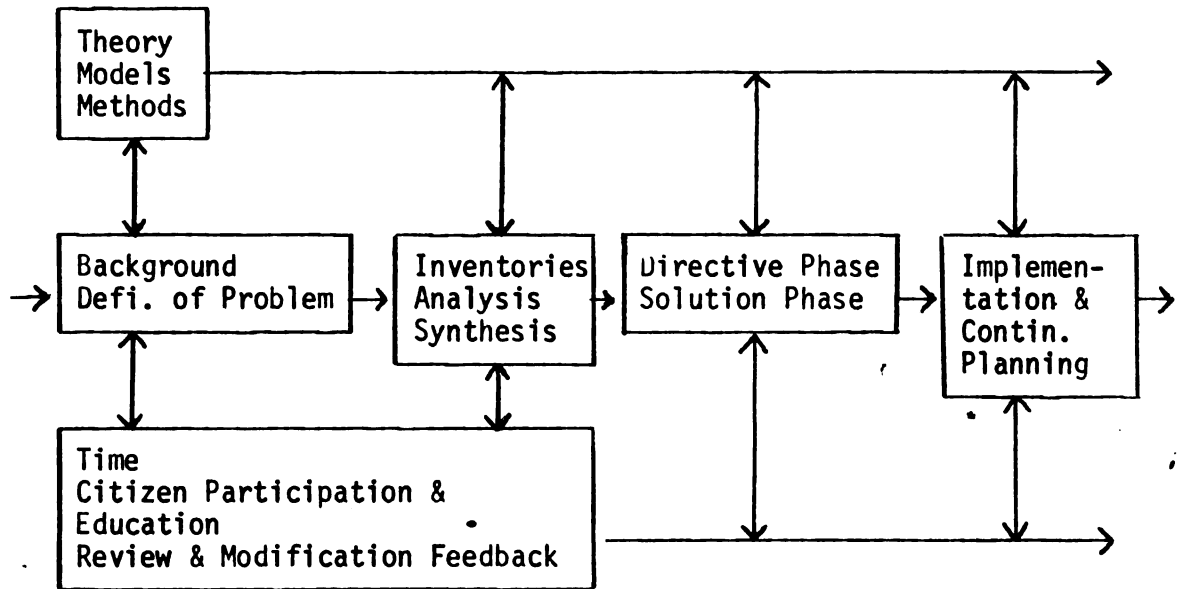 Theory
Models
Methods
Background
Defi. of Problem
Inventories
Analysis
Synthesis
Directive Phase
Solution Phase
Implemen-
tation &
Contin.
Planning
Time
Citizen Participation &
Education
Review & Modification Feedback